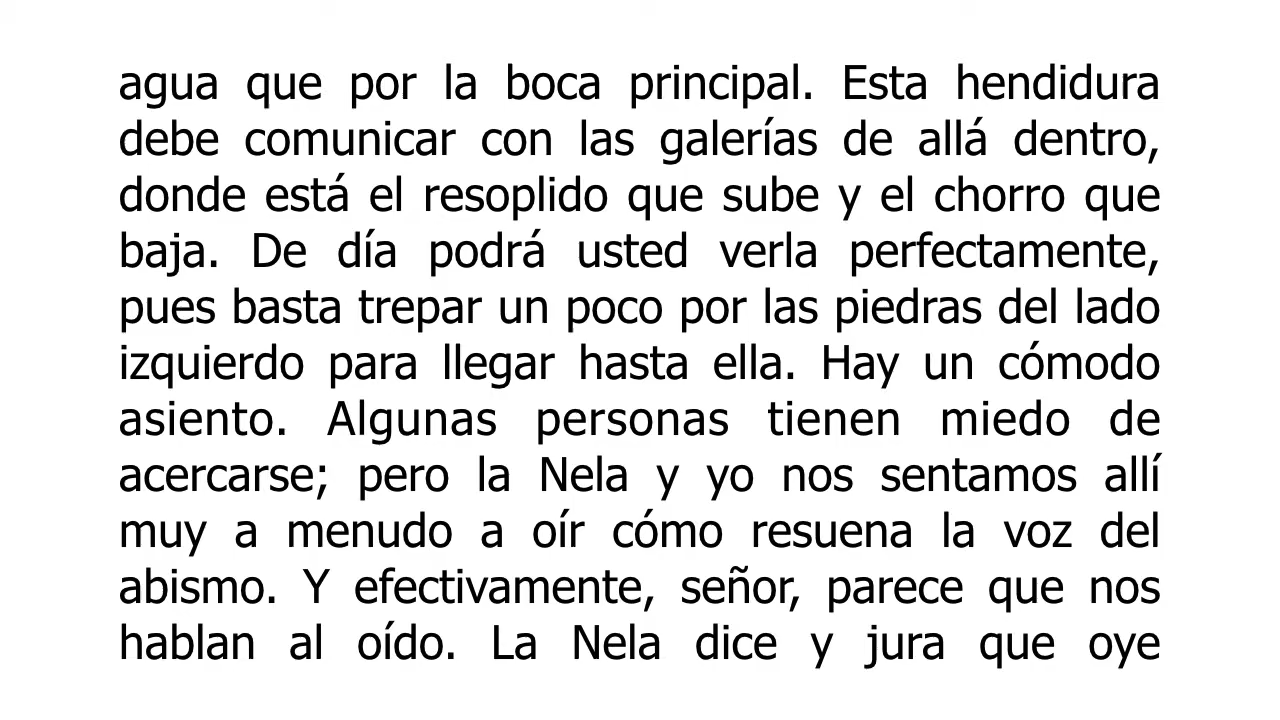 agua que por la boca principal. Esta hendidura
debe comunicar con las galerías de allá dentro,
donde está el resoplido que sube y el chorro que
baja. De día podrá usted verla perfectamente,
pues basta trepar un poco por las piedras del lado
izquierdo para llegar hasta ella. Hay un cómodo
asiento. Algunas personas tienen miedo de
acercarse; pero la Nela y yo nos sentamos allí
muy a menudo a oír cómo resuena la voz del
abismo. Y efectivamente, señor, parece que nos
hablan al oído. La Nela dice y jura que oye